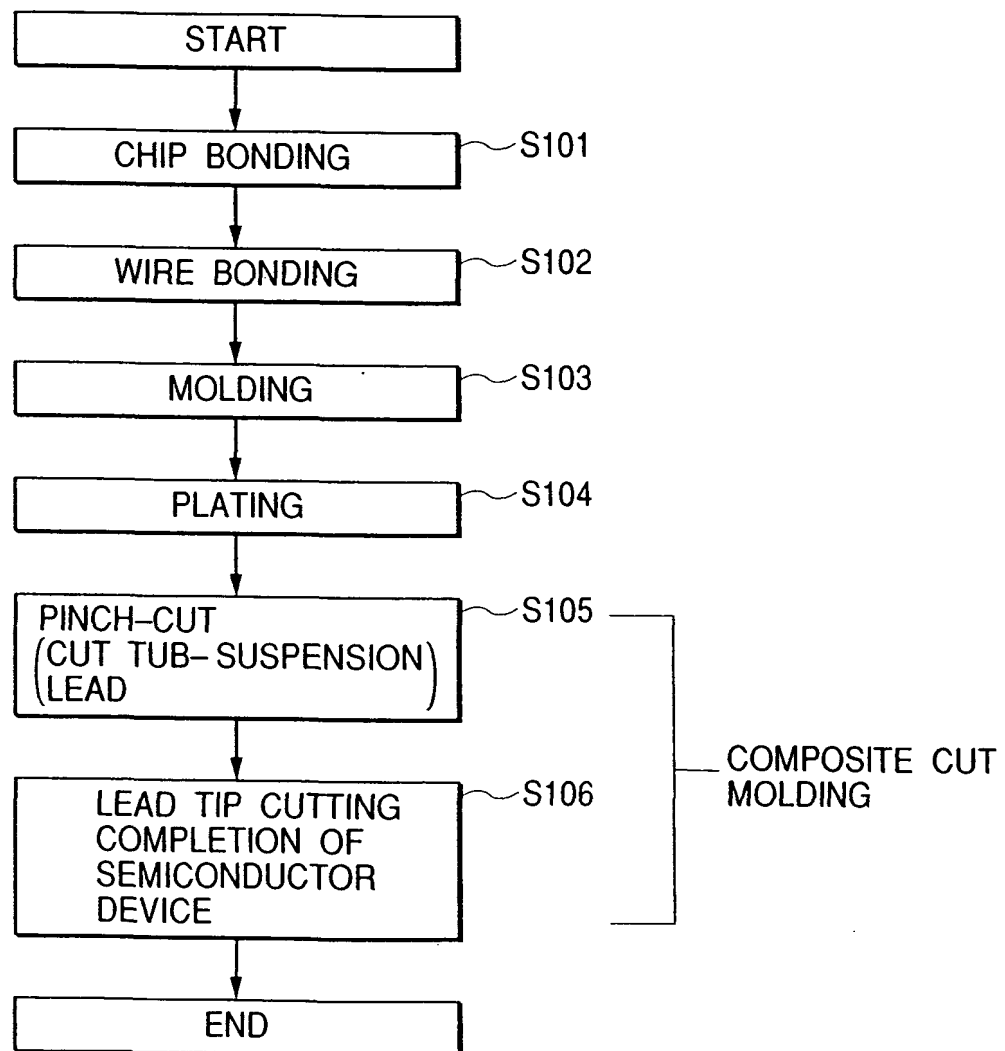 START
CHIP BONDING
S101
WIRE BONDING
S102
MOLDING
S103
PLATING
S104
PINCH-CUT
(CUT TUB-SUSPENSION
LEAD)
S105
LEAD TIP CUTTING
COMPLETION OF
SEMICONDUCTOR
DEVICE
S106
COMPOSITE CUT
MOLDING
END